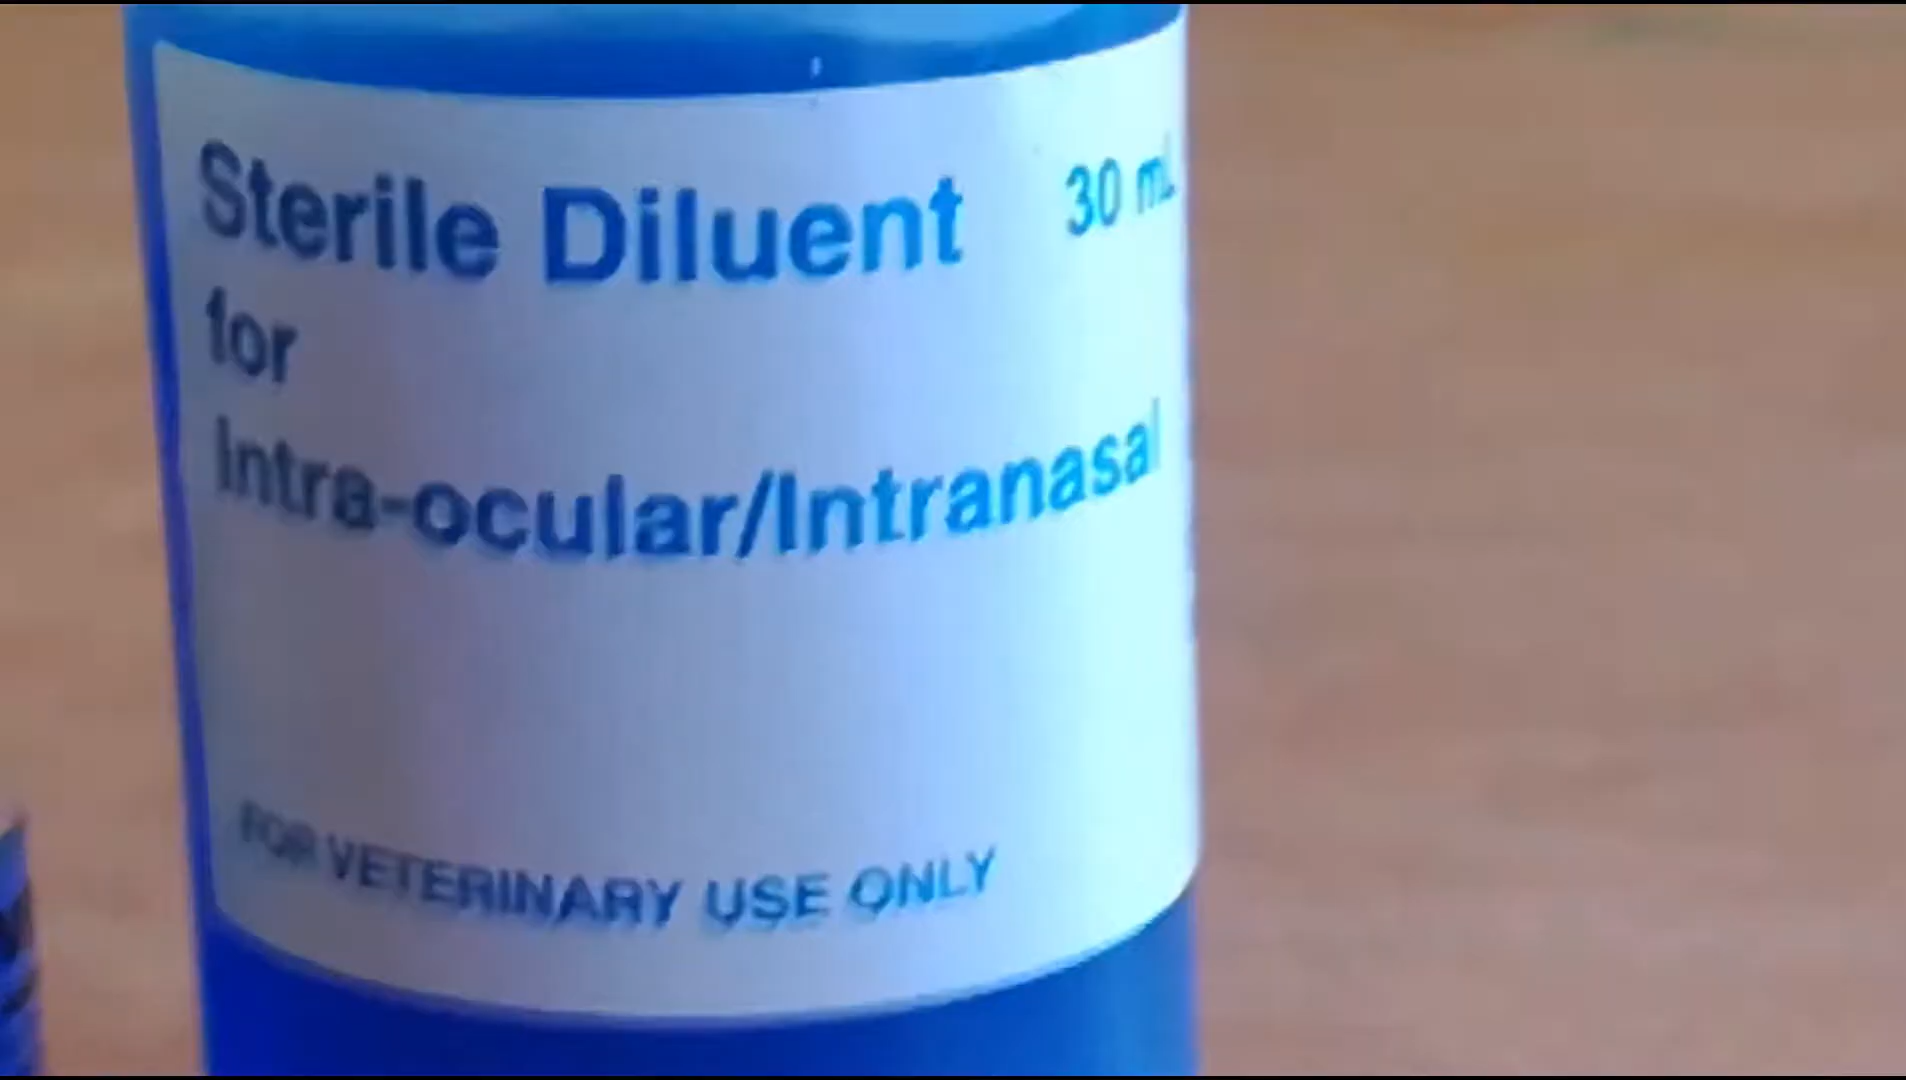 Sterile Diluent 30 mL
for
Intra-ocular/Intranasal
FOR VETERINARY USE ONLY